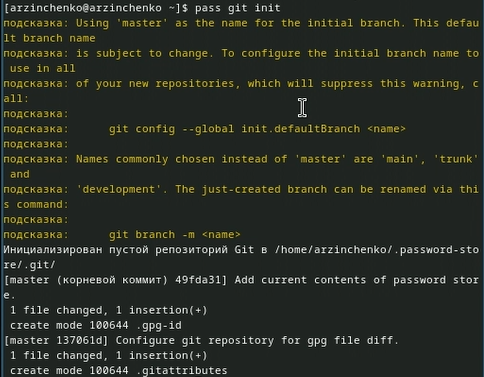 [arzinchenko@arzinchenko ~]$ pass git init
подсказка: Using 'master' as the name for the initial branch. This defau
lt branch name
подсказка: is subject to change. To configure the initial branch name to
 use in all
подсказка: of your new repositories, which will suppress this warning, c
all:
подсказка:
подсказка:      git config --global init.defaultBranch <name>
подсказка:
подсказка: Names commonly chosen instead of 'master' are 'main', 'trunk'
 and
подсказка: 'development'. The just-created branch can be renamed via thi
s command:
подсказка:
подсказка:      git branch -m <name>
Инициализирован пустой репозиторий Git в /home/arzinchenko/.password-sto
re/.git/
[master (корневой коммит) 49fda31] Add current contents of password stor
e.
 1 file changed, 1 insertion(+)
 create mode 100644 .gpg-id
[master 137061d] Configure git repository for gpg file diff.
 1 file changed, 1 insertion(+)
 create mode 100644 .gitattributes